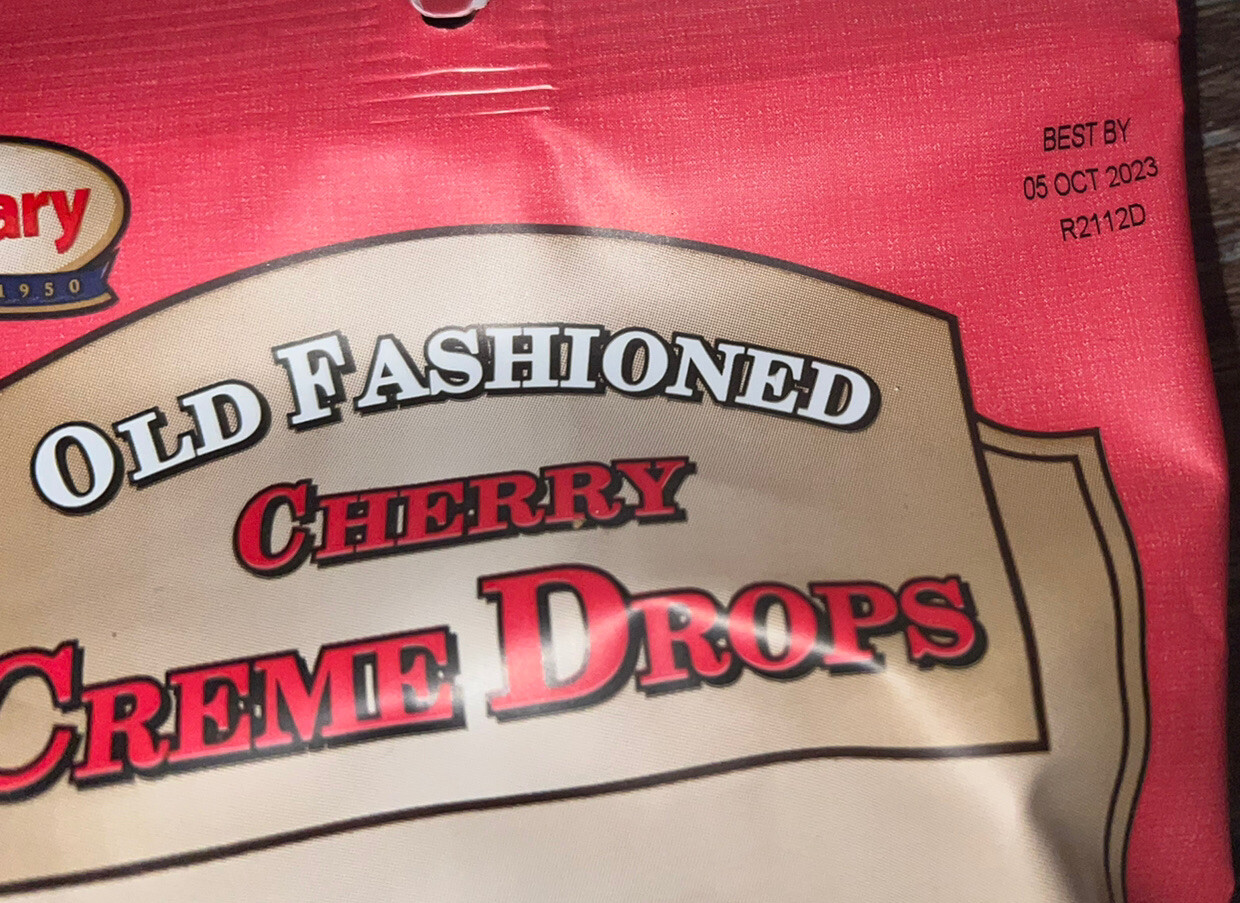 BEST BY
05 OCT 2023
R2112D
ary
1950
OLD FASHIONED
CHERRY
CREME DROPS